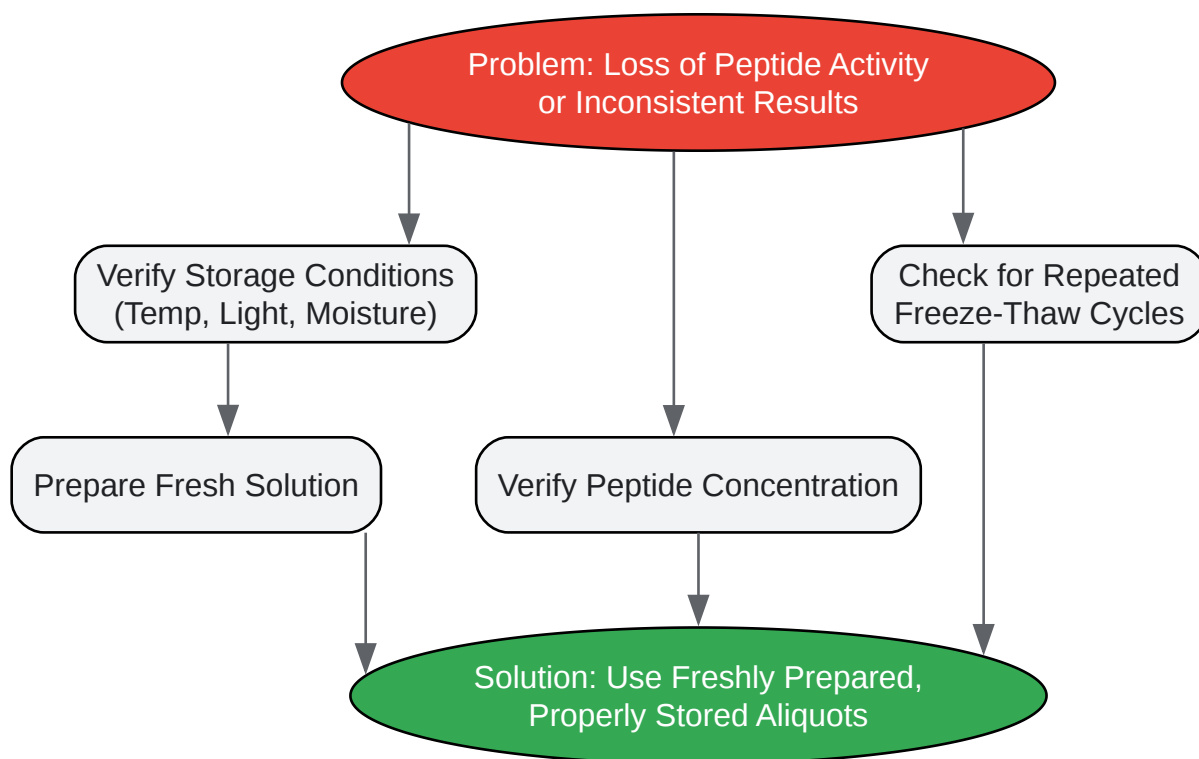 Problem: Loss of Peptide Activity
or Inconsistent Results
Verify Storage Conditions
(Temp, Light, Moisture)
Check for Repeated
Freeze-Thaw Cycles
Prepare Fresh Solution
Verify Peptide Concentration
Solution: Use Freshly Prepared,
Properly Stored Aliquots